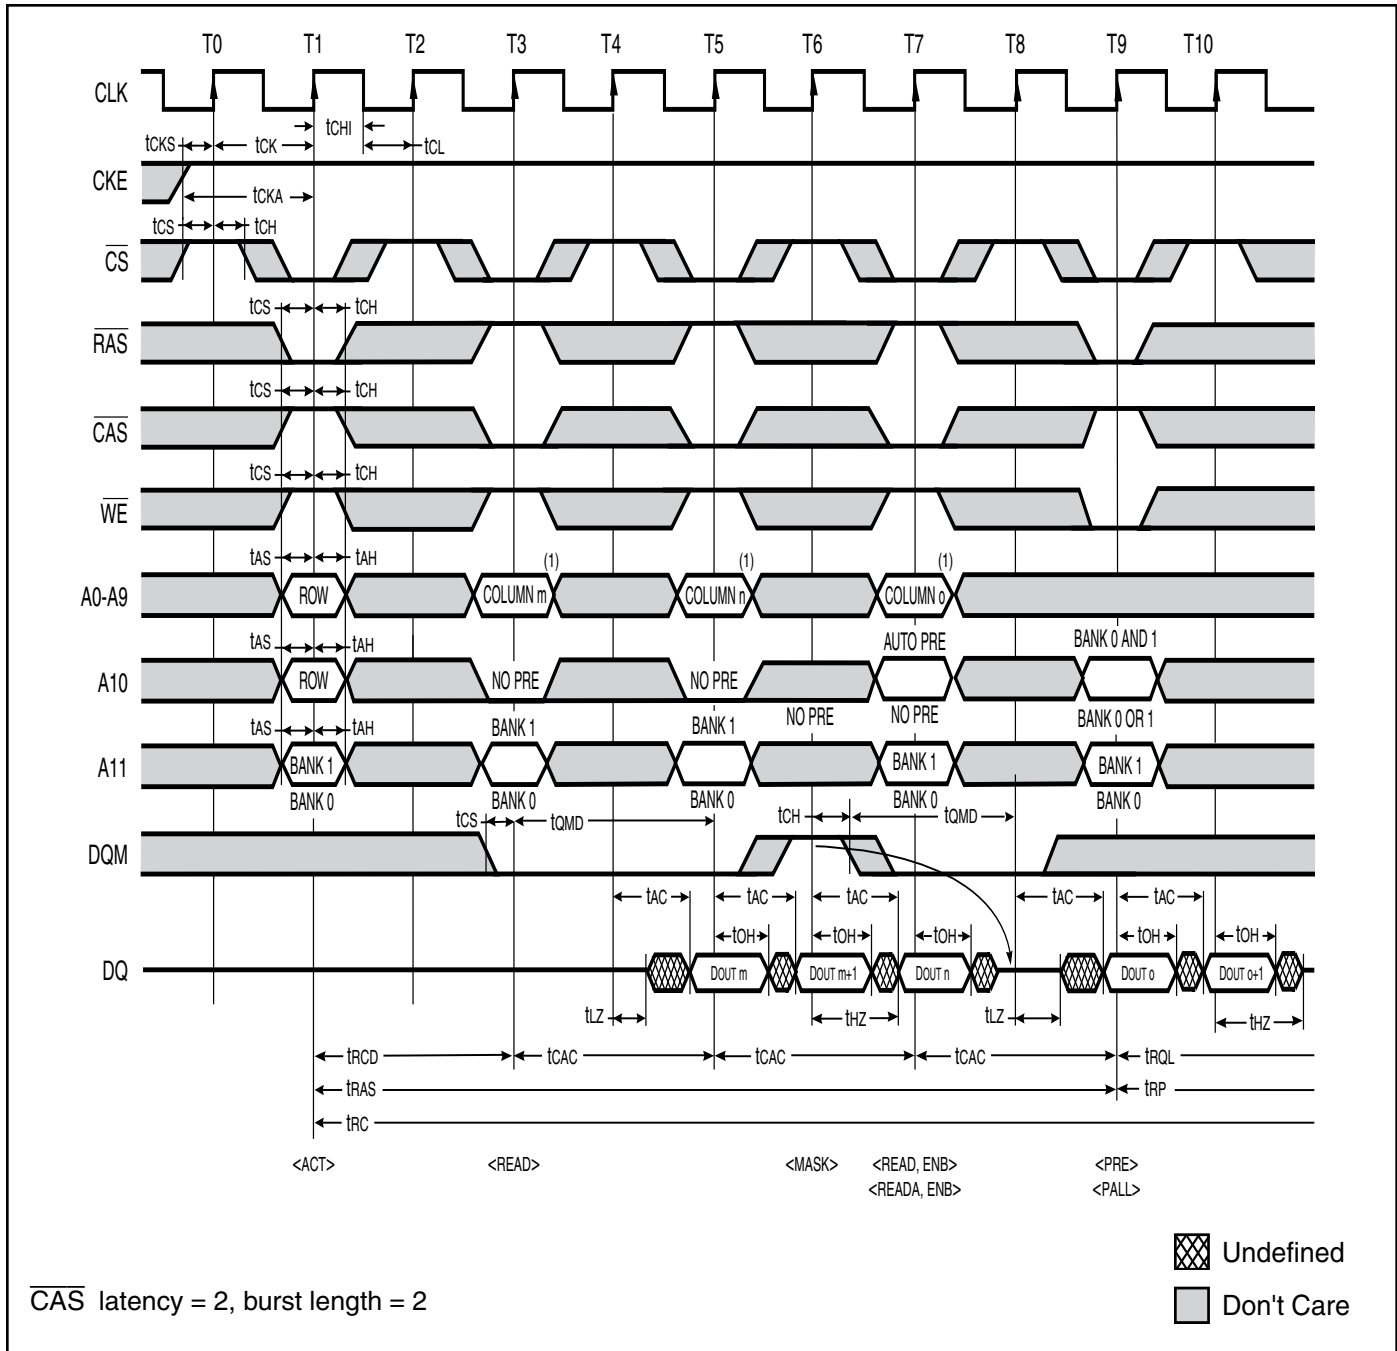 T0 T1 T2 T3 T4 T5 T6 T7 T8 T9 T10
CLK
tCHI
tCKS tCK tCL
CKE
tCKA
tCS tCH
CS
tCS tCH
RAS
tCS tCH
CAS
tCS tCH
WE
tAS tAH (1) (1) (1)
A0-A9 ROW COLUMN m COLUMN n COLUMN o
tAS tAH AUTO PRE BANK 0 AND 1
A10 ROW NO PRE NO PRE
NO PRE NO PRE BANK 0 OR 1
tAS tAH BANK 1 BANK 1
A11 BANK 1 BANK 1 BANK 1
BANK 0 BANK 0 BANK 0 BANK 0 BANK 0
tCS tQMD tCH tQMD
DQM
tAC tAC tAC tAC tAC
tOH tOH tOH tOH tOH
DQ DOUT m DOUT m+1 DOUT n DOUT o DOUT o+1
tLZ tHZ tLZ tHZ
tRCD tCAC tCAC tCAC tRQL
tRAS tRP
tRC
<ACT> <READ> <MASK> <READ, ENB> <PRE>
<READA, ENB> <PALL>
Undefined
CAS latency = 2, burst length = 2
Don't Care